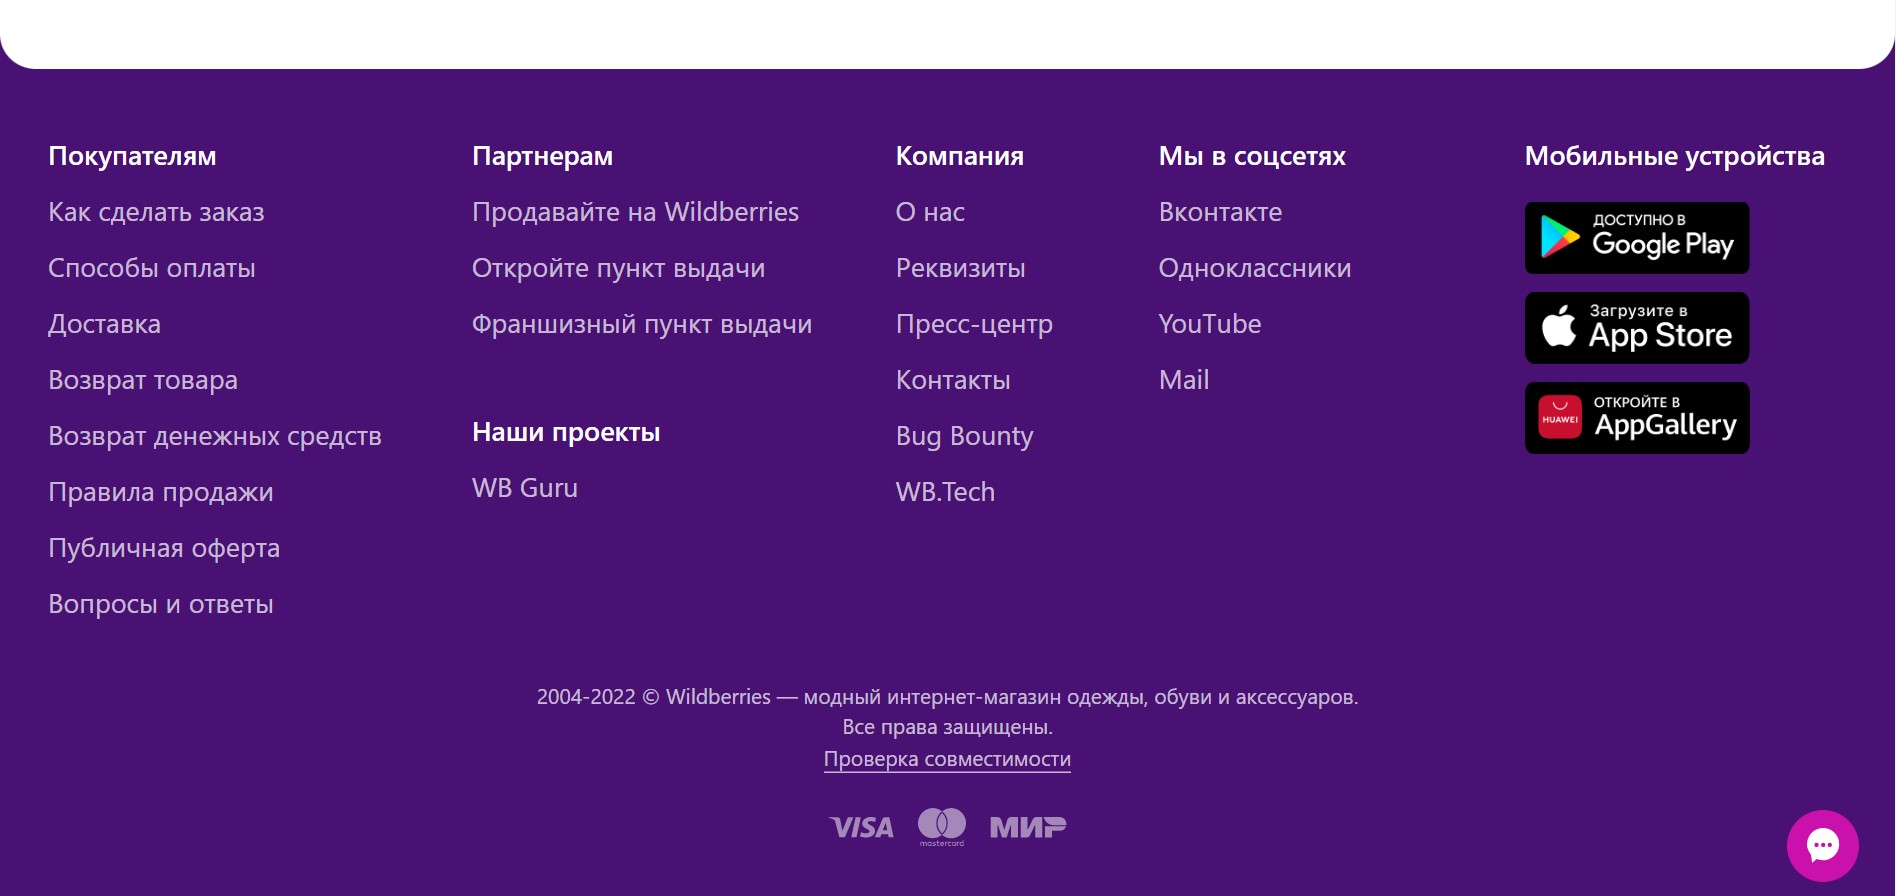 Покупателям
Как сделать заказ
Способы оплаты
Доставка
Возврат товара
Возврат денежных средств
Правила продажи
Публичная оферта
Вопросы и ответы
Партнерам
Продавайте на Wildberries
Откройте пункт выдачи
Франшизный пункт выдачи
Наши проекты
WB Guru
Компания
О нас
Реквизиты
Пресс-центр
Контакты
Bug Bounty
WB.Tech
Мы в соцсетях
Вконтакте
Одноклассники
YouTube
Mail
Мобильные устройства
ДОСТУПНО В
Google Play
Загрузите в
App Store
HUAWEI
ОТКРОЙТЕ В
AppGallery
2004-2022 © Wildberries — модный интернет-магазин одежды, обуви и аксессуаров.
Все права защищены.
Проверка совместимости
VISA
mastercard
МИР